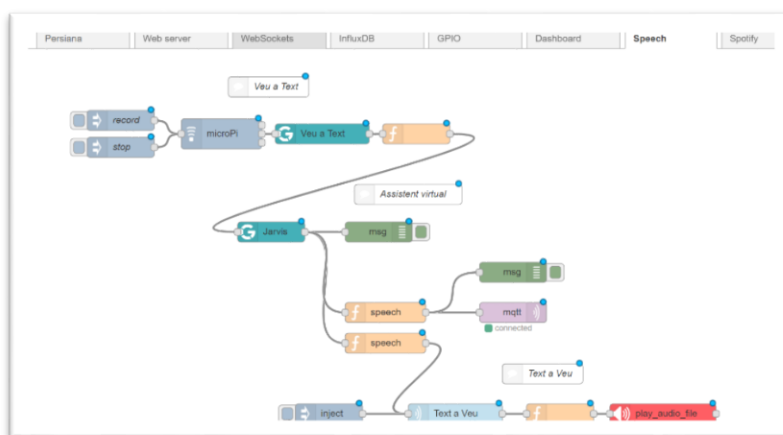 Persiana
Web server
WebSockets
InfluxDB
GPIO
Dashboard
Speech
Spotify
Veu a Text
record
stop
microPi
Veu a Text
Assistent virtual
Jarvis
msg
msg
speech
mqtt
connected
speech
Text a Veu
inject
Text a Veu
play_audio_file